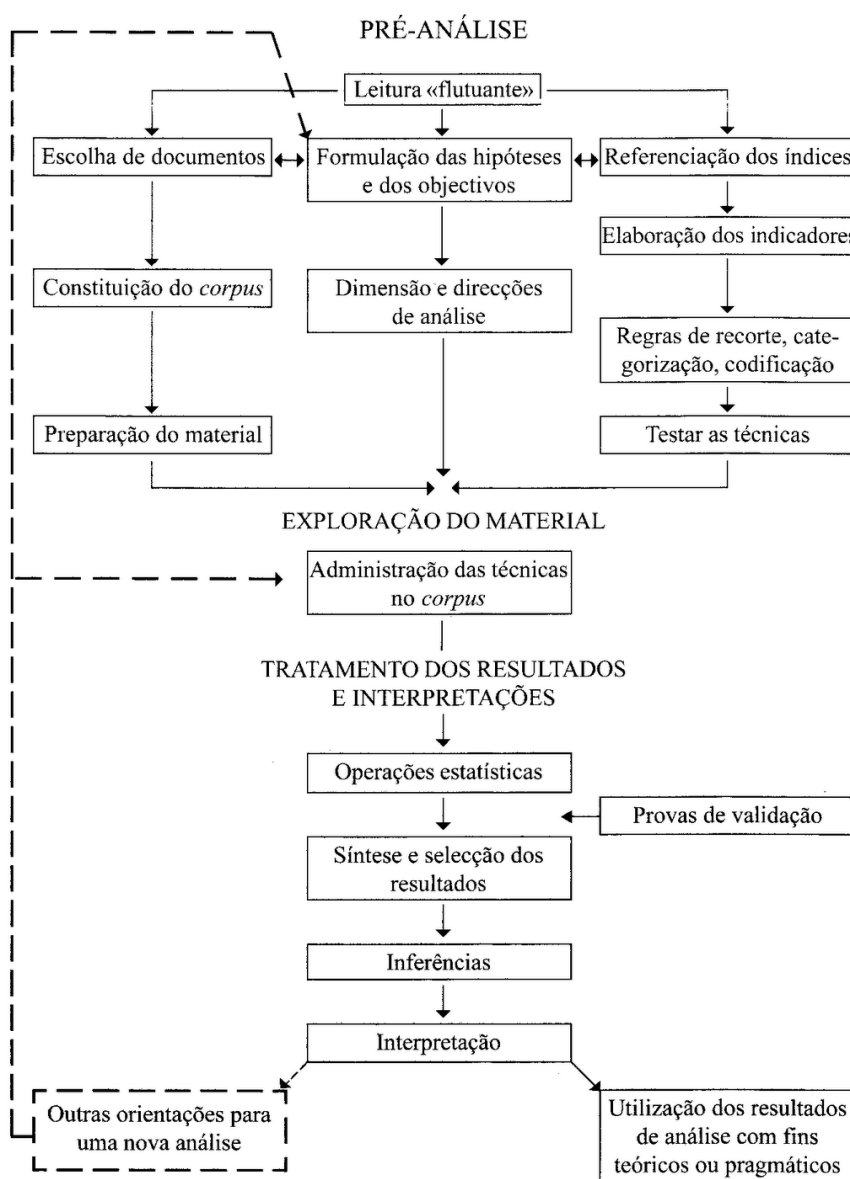 PRÉ-ANÁLISE
Leitura «flutuante»
Escolha de documentos
Formulação das hipóteses
e dos objectivos
Referenciação dos índices
Elaboração dos indicadores
Constituição do corpus
Dimensão e direcções
de análise
Regras de recorte, cate-
gorização, codificação
Preparação do material
Testar as técnicas
EXPLORAÇÃO DO MATERIAL
Administração das técnicas
no corpus
TRATAMENTO DOS RESULTADOS
E INTERPRETAÇÕES
Operações estatísticas
Provas de validação
Síntese e selecção dos
resultados
Inferências
Interpretação
Outras orientações para
uma nova análise
Utilização dos resultados
de análise com fins
teóricos ou pragmáticos